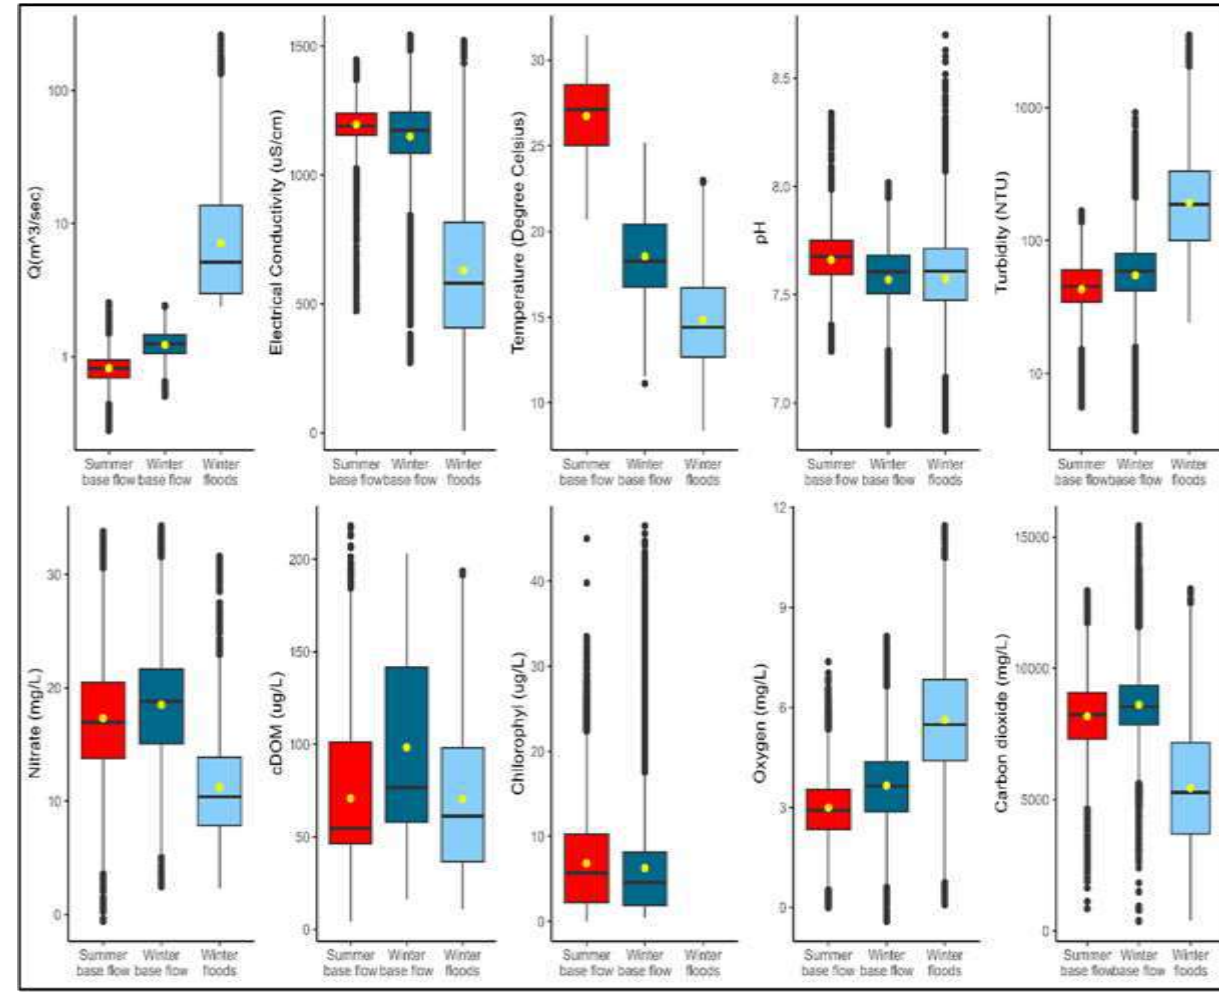 Q(m^3/sec)
100
10
1
Summer Winter Winter
base flow base flow floods
Electrical Conductivity (uS/cm)
1500
1000
500
0
Summer Winter Winter
base flow base flow floods
Temperature (Degree Celsius)
30
25
20
15
10
Summer Winter Winter
base flow base flow floods
pH
8.5
8.0
7.5
7.0
Summer Winter Winter
base flow base flow floods
Turbidity (NTU)
1000
100
10
Summer Winter Winter
base flow base flow floods
Nitrate (mg/L)
30
20
10
0
Summer Winter Winter
base flow base flow floods
cDOM (ug/L)
200
150
100
50
0
Summer Winter Winter
base flow base flow floods
Chilorophyl (ug/L)
40
30
20
10
0
Summer Winter Winter
base flow base flow floods
Oxygen (mg/L)
12
9
6
3
0
Summer Winter Winter
base flow base flow floods
Carbon dioxide (mg/L)
15000
10000
5000
0
Summer Winter Winter
base flow base flow floods